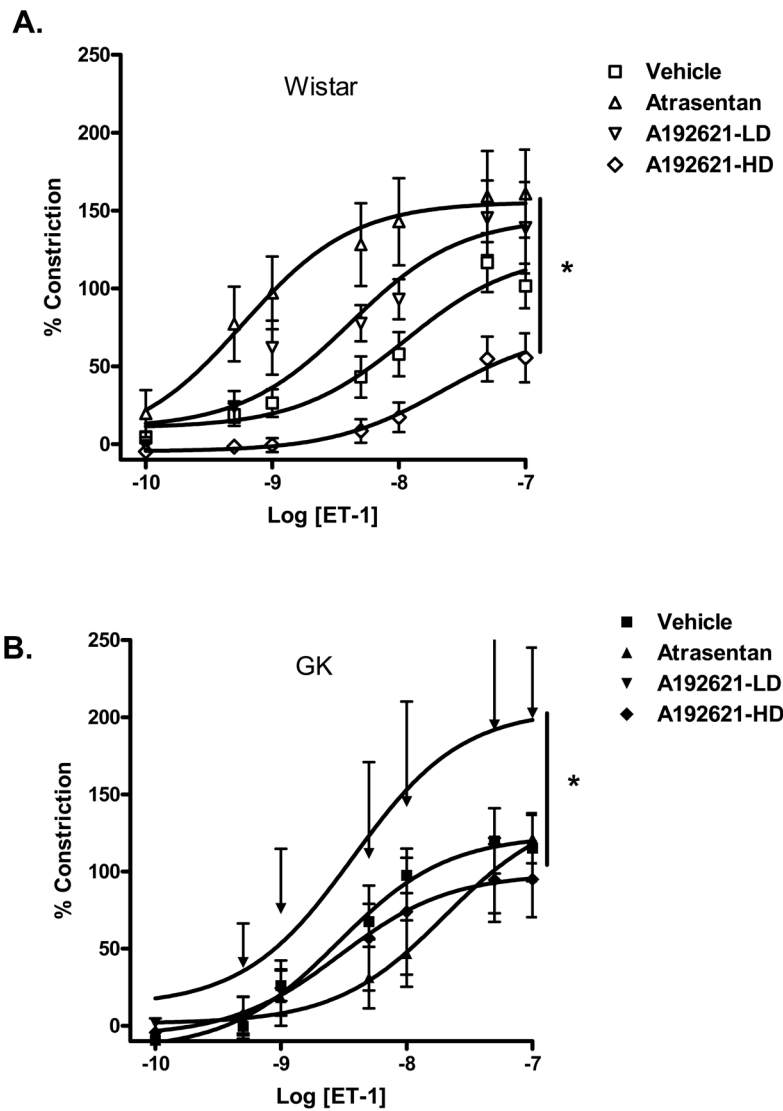 A.
Wistar
Vehicle
Atrasentan
A192621-LD
A192621-HD
250
200
150
100
50
0
% Constriction
*
-10 -9 -8 -7
Log [ET-1]
B.
GK
Vehicle
Atrasentan
A192621-LD
A192621-HD
250
200
150
100
50
0
% Constriction
*
-10 -9 -8 -7
Log [ET-1]